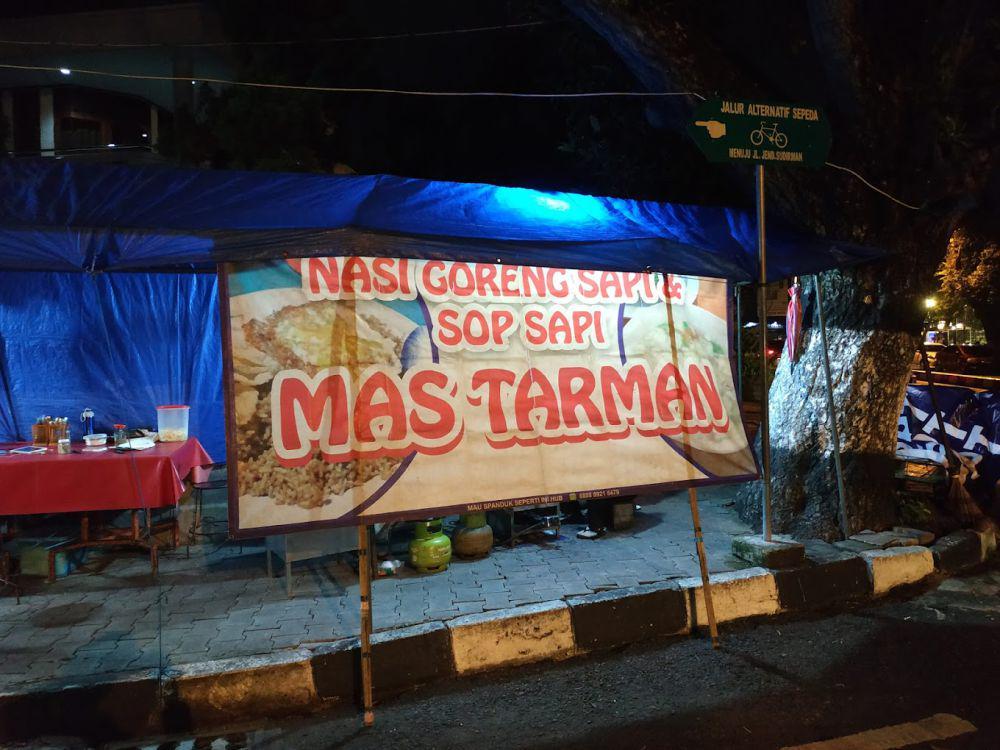 JALUR ALTERNATIF SEPEDA
MENUJU JL. JEND.SUDIRMAN
NASI GORENG SAPI &
SOP SAPI
MAS TARMAN
MAU SPANDUK SEPERTI INI HUB